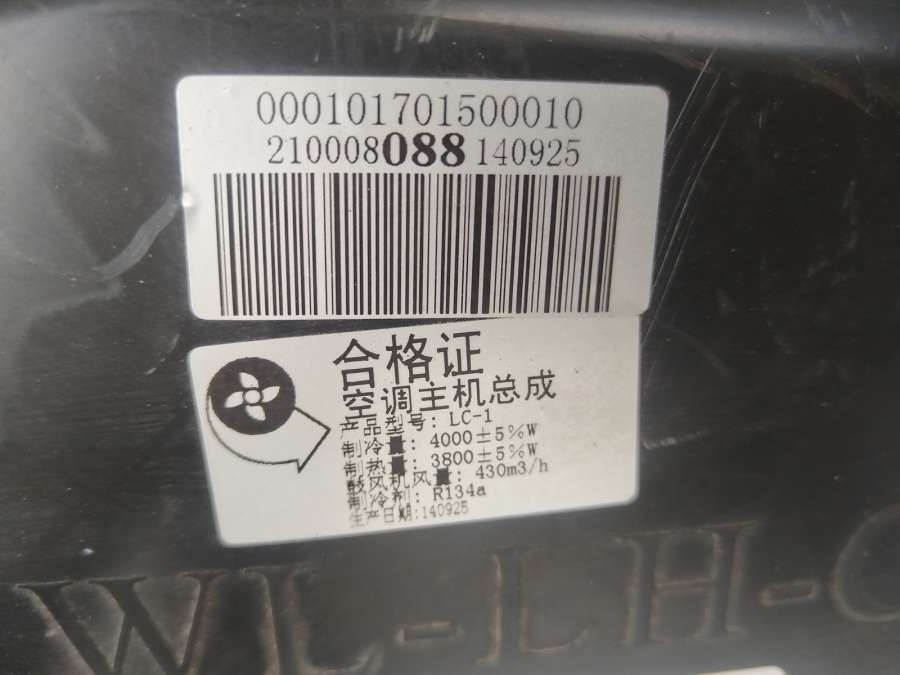 000101701500010
210008088140925
合格证
空调主机总成
产品型号: LC-1
制冷量: 4000±5%W
制热量: 3800±5%W
鼓风机风量: 430m3/h
制冷剂: R134a
生产日期:140925
WL-LH-C